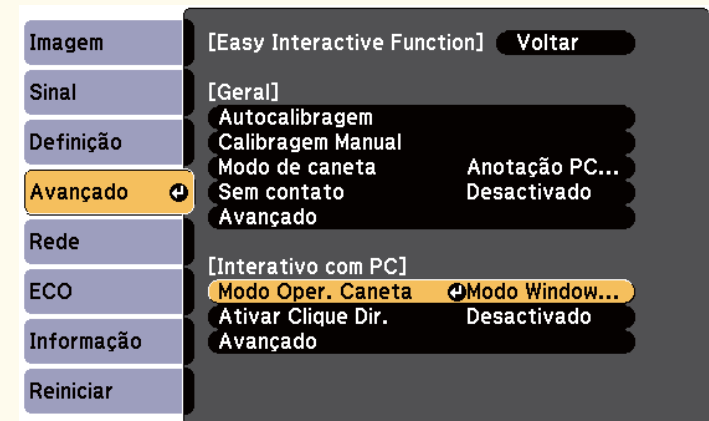 Imagem
Sinal
Definição
Avançado
Rede
ECO
Informação
Reiniciar
[Easy Interactive Function] Voltar
[Geral]
Autocalibragem
Calibragem Manual
Modo de caneta Anotação PC...
Sem contato Desactivado
Avançado
[Interativo com PC]
Modo Oper. Caneta Modo Window...
Ativar Clique Dir. Desactivado
Avançado